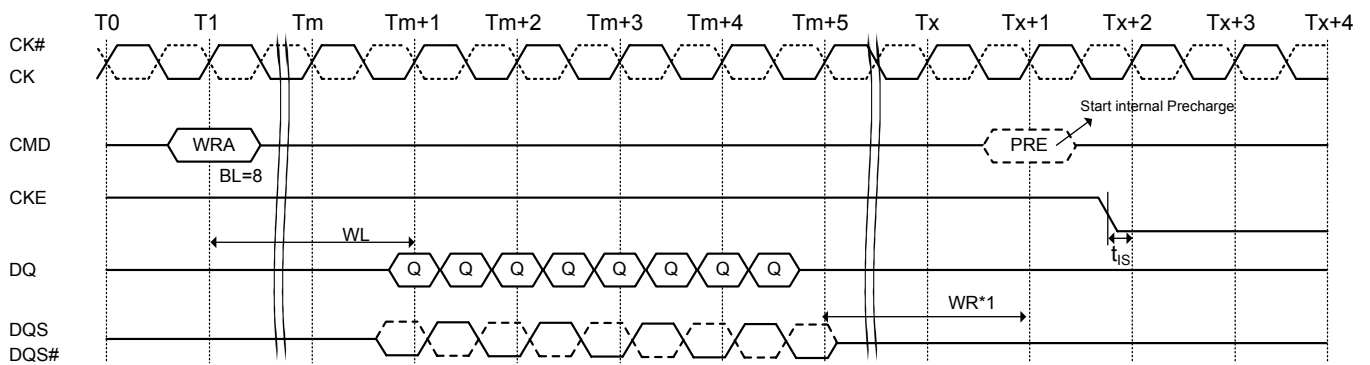 T0 T1 Tm Tm+1 Tm+2 Tm+3 Tm+4 Tm+5 Tx Tx+1 Tx+2 Tx+3 Tx+4
CK#
CK
Start internal Precharge
CMD WRA PRE
BL=8
CKE
WL
tIS
DQ Q Q Q Q Q Q Q Q
WR*1
DQS
DQS#